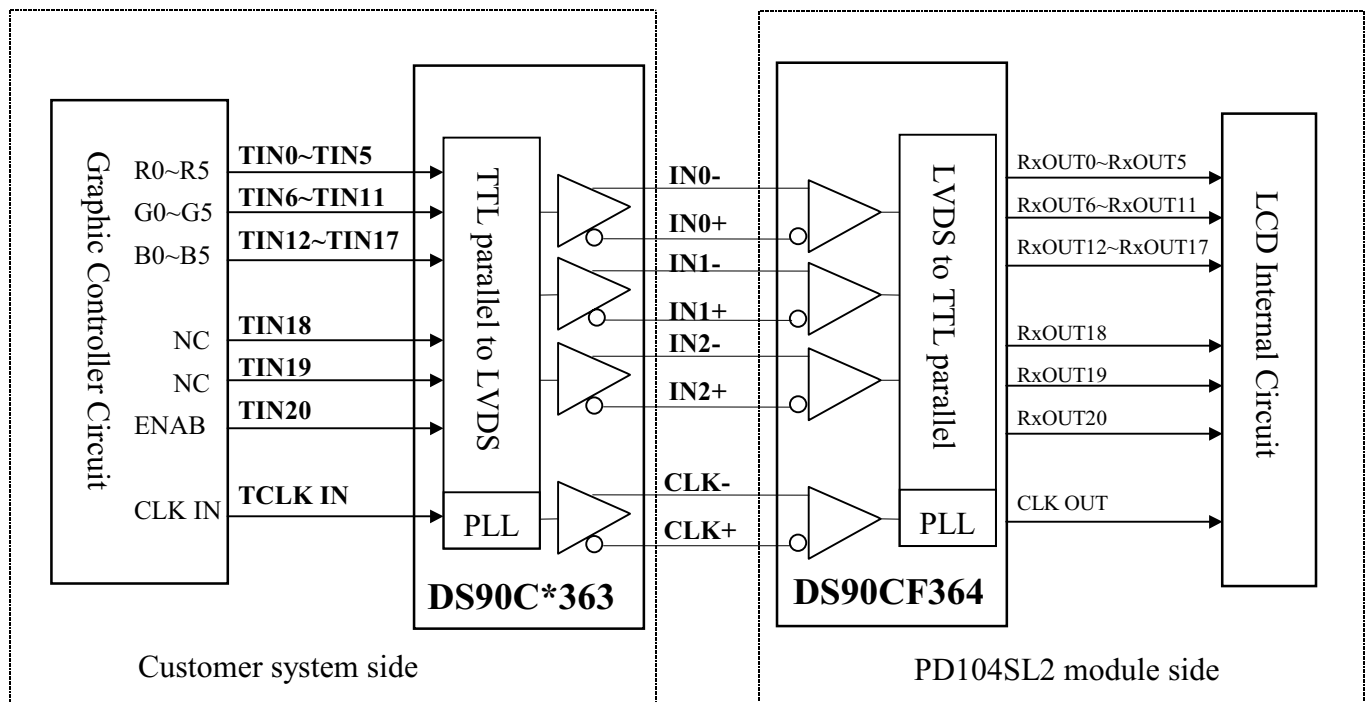 Graphic Controller Circuit
R0~R5
G0~G5
B0~B5
NC
NC
ENAB
CLK IN
TIN0~TIN5
TIN6~TIN11
TIN12~TIN17
TIN18
TIN19
TIN20
TCLK IN
TTL parallel to LVDS
PLL
DS90C*363
IN0-
IN0+
IN1-
IN1+
IN2-
IN2+
CLK-
CLK+
LVDS to TTL parallel
PLL
DS90CF364
RxOUT0~RxOUT5
RxOUT6~RxOUT11
RxOUT12~RxOUT17
RxOUT18
RxOUT19
RxOUT20
CLK OUT
LCD Internal Circuit
Customer system side
PD104SL2 module side